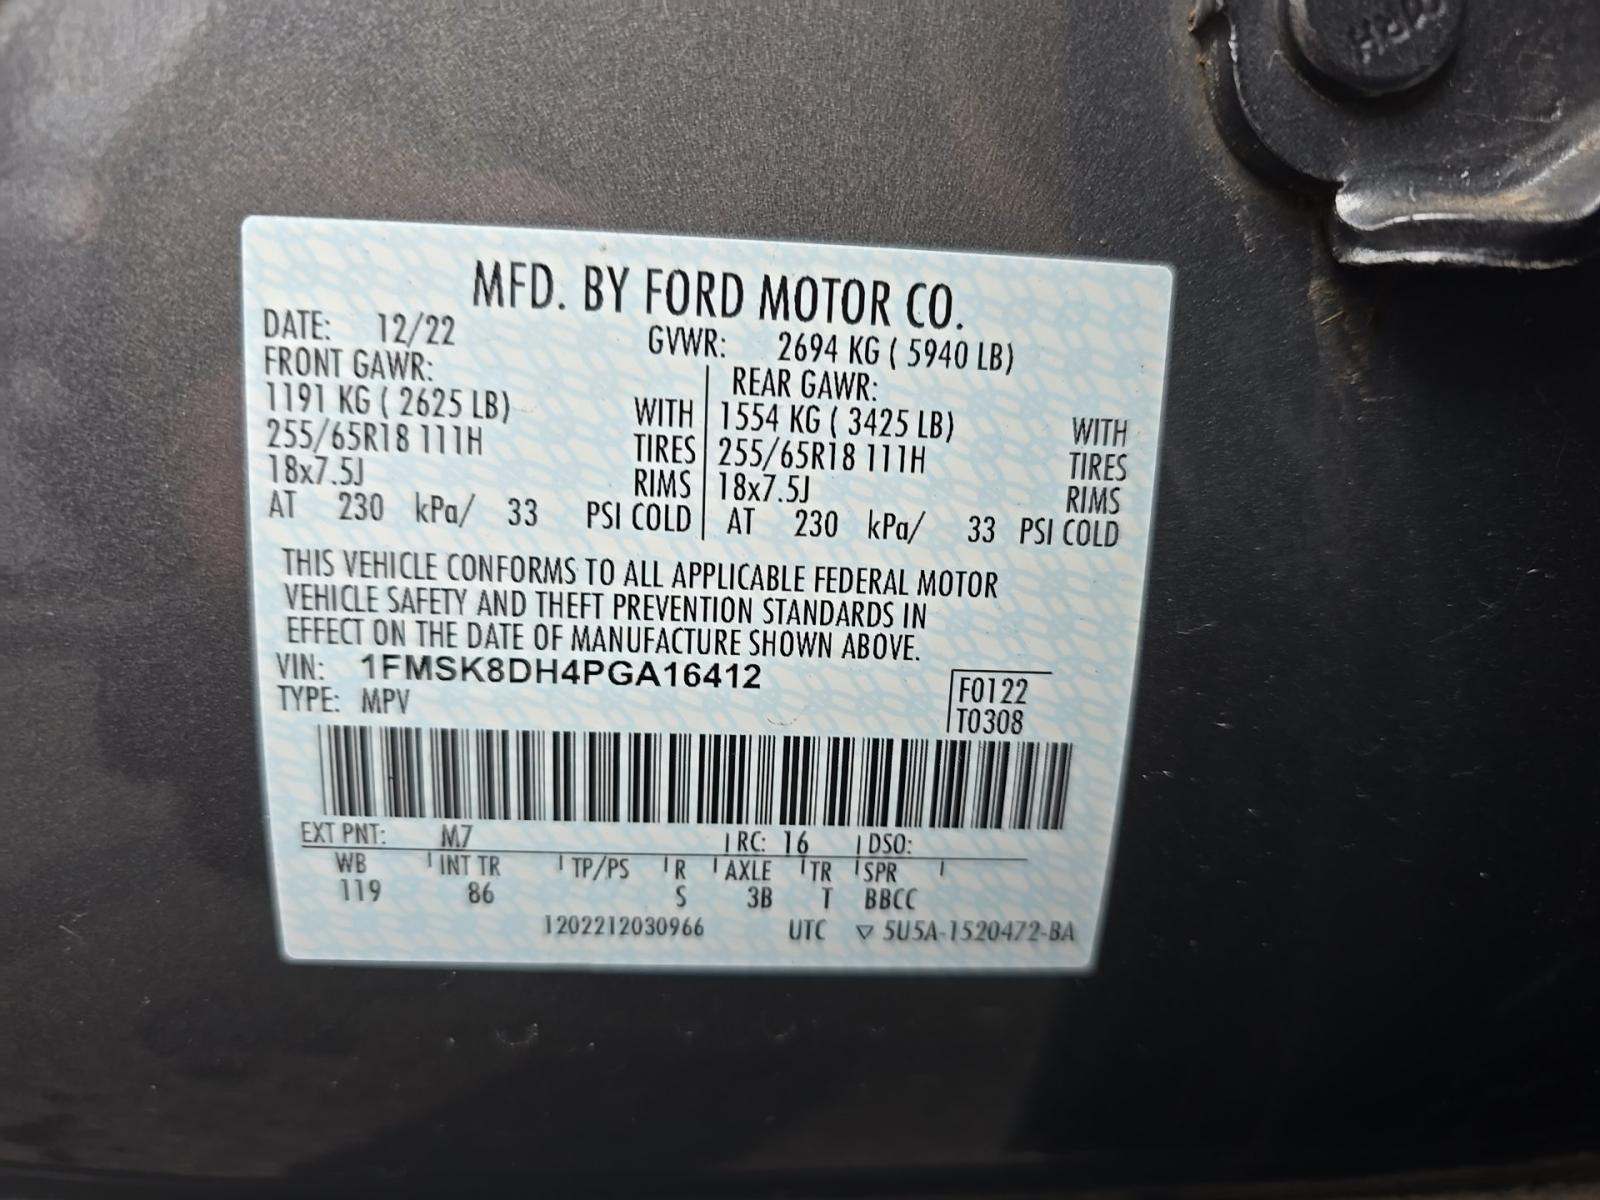 MFD. BY FORD MOTOR CO.
DATE: 12/22 GVWR: 2694 KG ( 5940 LB)
FRONT GAWR: REAR GAWR:
1191 KG ( 2625 LB) WITH 1554 KG ( 3425 LB) WITH
255/65R18 111H TIRES 255/65R18 111H TIRES
18x7.5J RIMS 18x7.5J RIMS
AT 230 kPa/ 33 PSI COLD AT 230 kPa/ 33 PSI COLD
THIS VEHICLE CONFORMS TO ALL APPLICABLE FEDERAL MOTOR
VEHICLE SAFETY AND THEFT PREVENTION STANDARDS IN
EFFECT ON THE DATE OF MANUFACTURE SHOWN ABOVE.
VIN: 1FMSK8DH4PGA16412
TYPE: MPV
F0122
T0308
EXT PNT: M7 RC: 16 DSO:
WB INT TR TP/PS R AXLE TR SPR
119 86 S 3B T BBCC
1202212030966 UTC ▽ 5U5A-1520472-BA